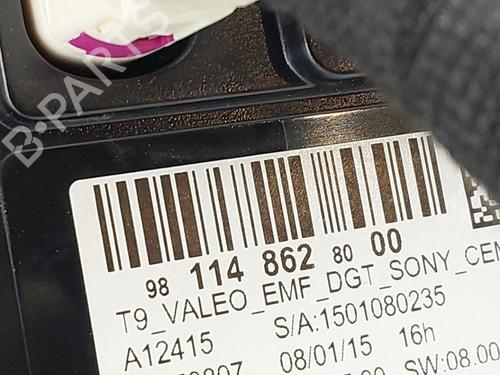 B-PARTS
98 114 862 80 00
T9_VALEO_EMF_DGT_SONY_CEN
A12415 S/A:1501080235
08/01/15 16h
SW:08.00